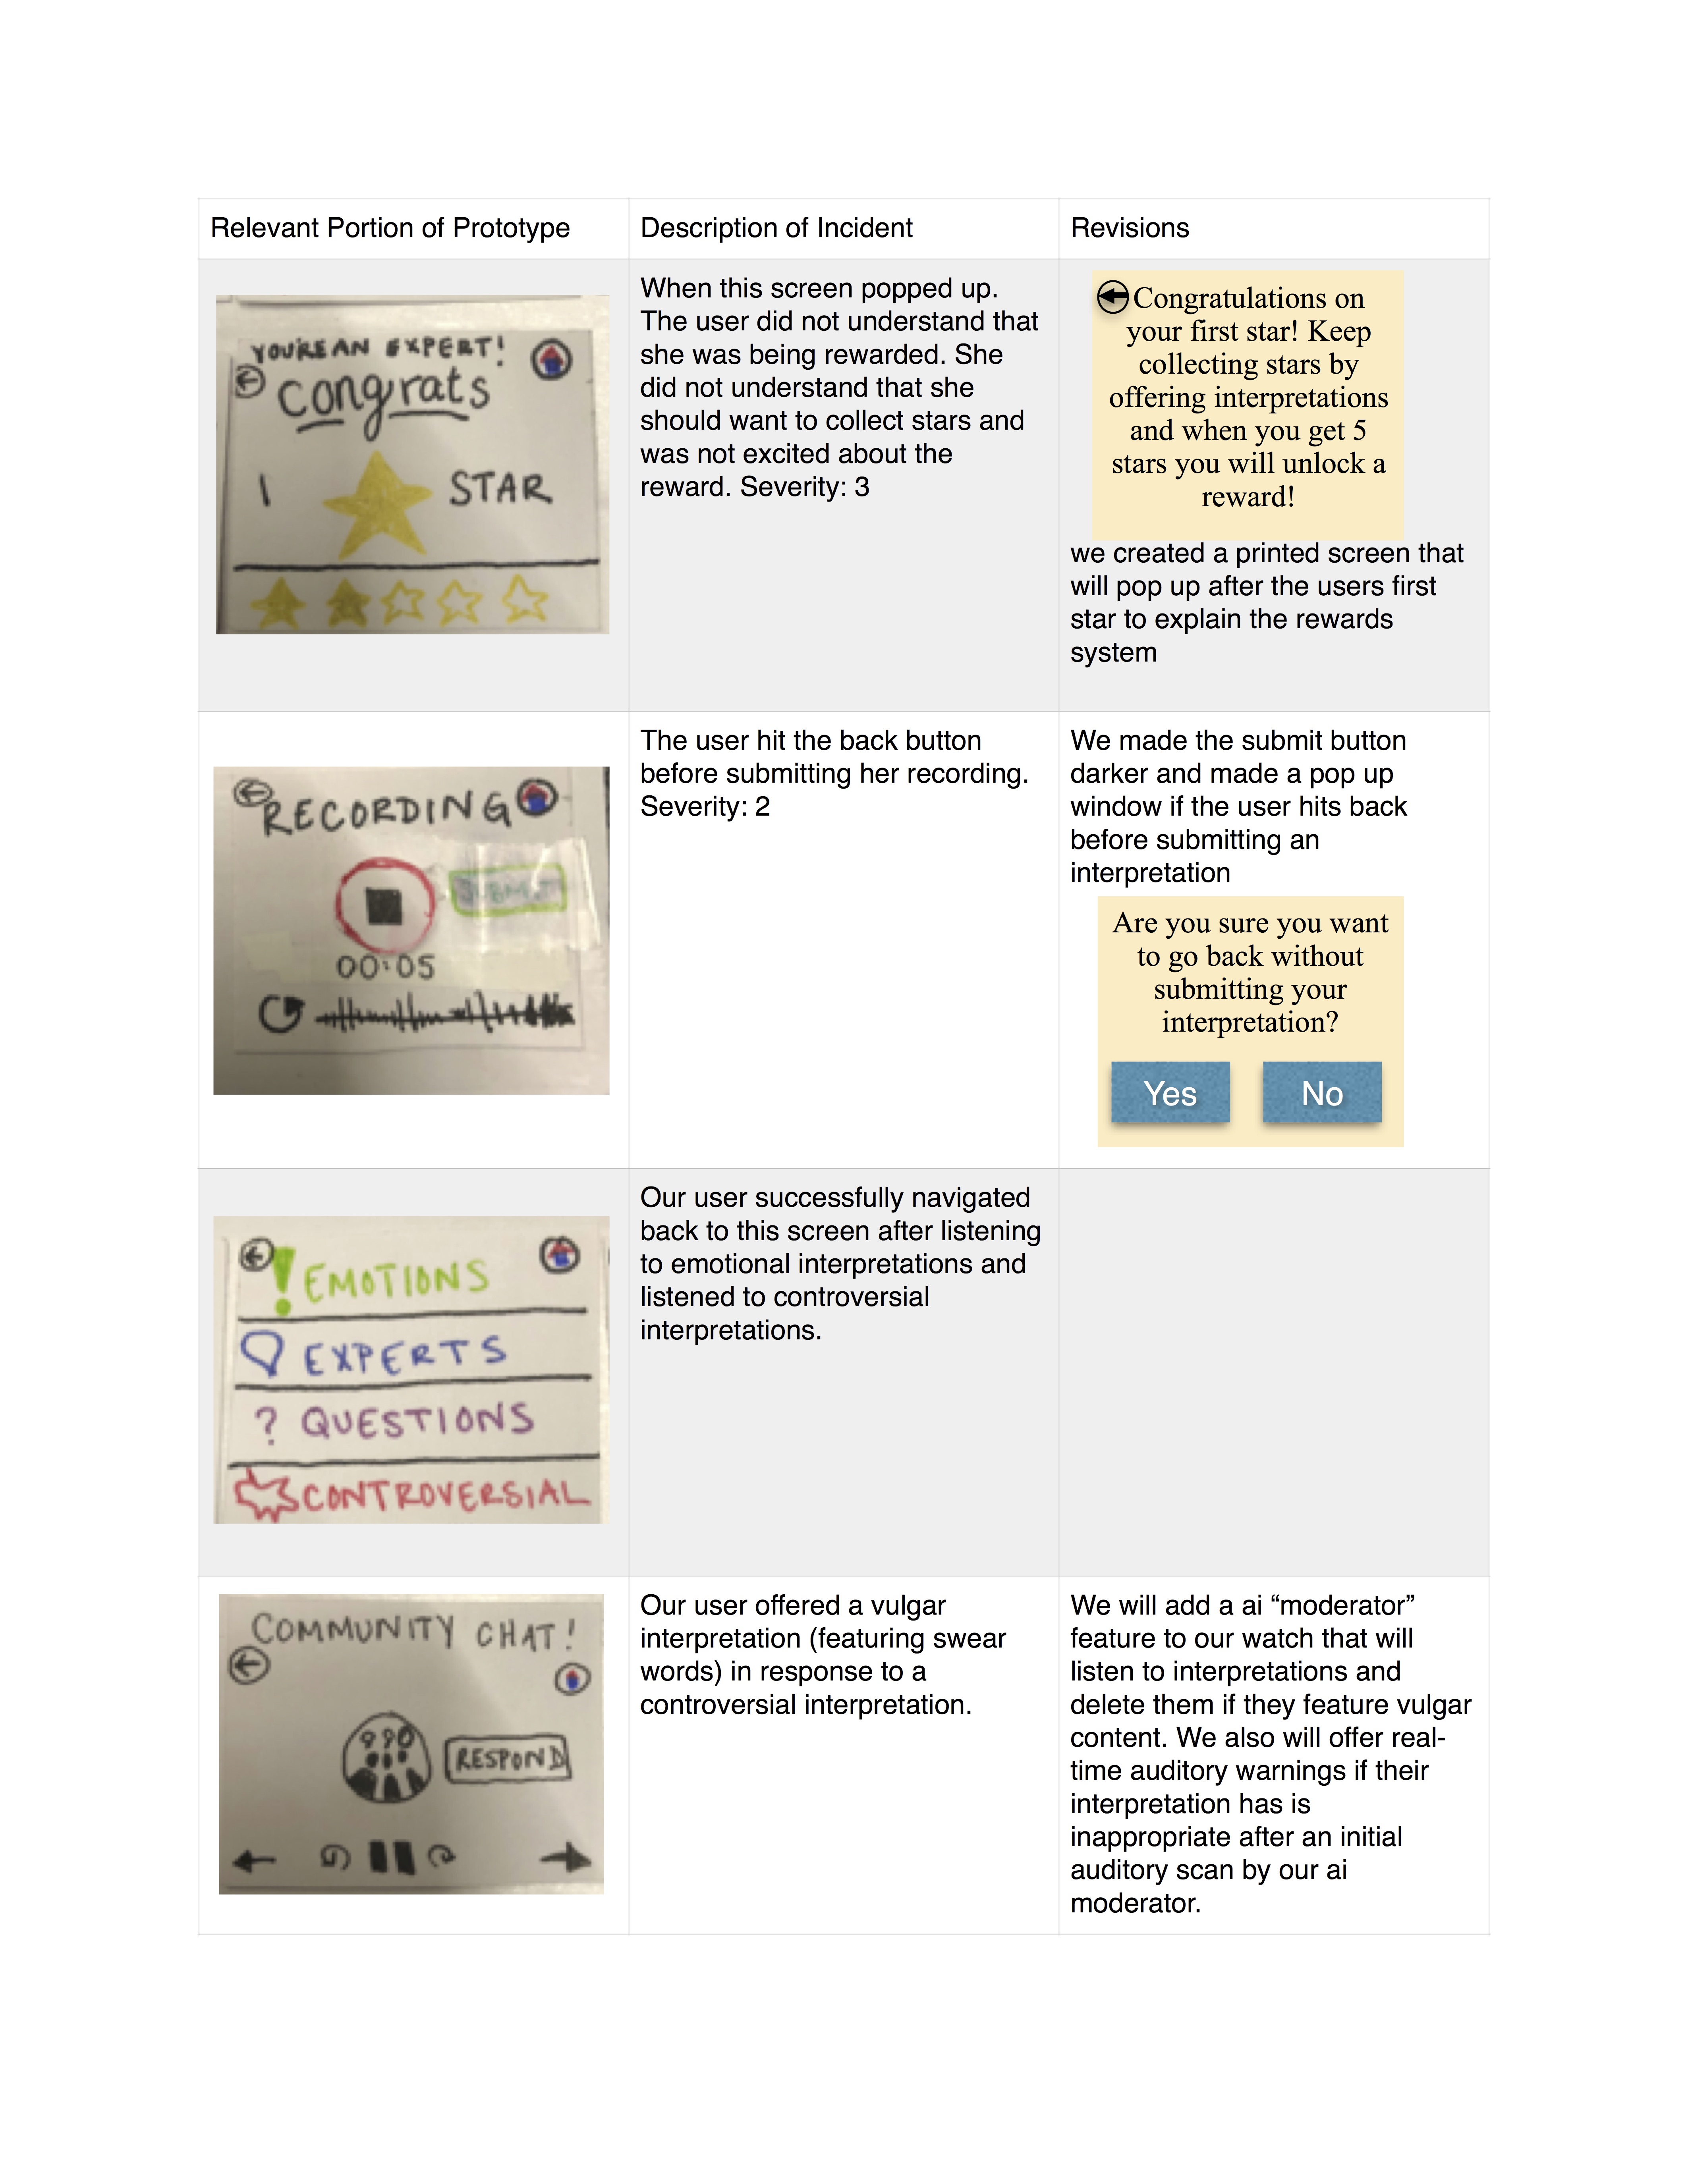 Relevant Portion of Prototype
Description of Incident
Revisions
YOU'RE AN EXPERT!
Congrats
1 STAR
When this screen popped up.
The user did not understand that
she was being rewarded. She
did not understand that she
should want to collect stars and
was not excited about the
reward. Severity: 3
Congratulations on
your first star! Keep
collecting stars by
offering interpretations
and when you get 5
stars you will unlock a
reward!
we created a printed screen that
will pop up after the users first
star to explain the rewards
system
RECORDING
SUBMIT
00:05
The user hit the back button
before submitting her recording.
Severity: 2
We made the submit button
darker and made a pop up
window if the user hits back
before submitting an
interpretation
Are you sure you want
to go back without
submitting your
interpretation?
Yes No
! EMOTIONS
EXPERTS
? QUESTIONS
CONTROVERSIAL
Our user successfully navigated
back to this screen after listening
to emotional interpretations and
listened to controversial
interpretations.
COMMUNITY CHAT!
RESPOND
Our user offered a vulgar
interpretation (featuring swear
words) in response to a
controversial interpretation.
We will add a ai “moderator”
feature to our watch that will
listen to interpretations and
delete them if they feature vulgar
content. We also will offer real-
time auditory warnings if their
interpretation has is
inappropriate after an initial
auditory scan by our ai
moderator.